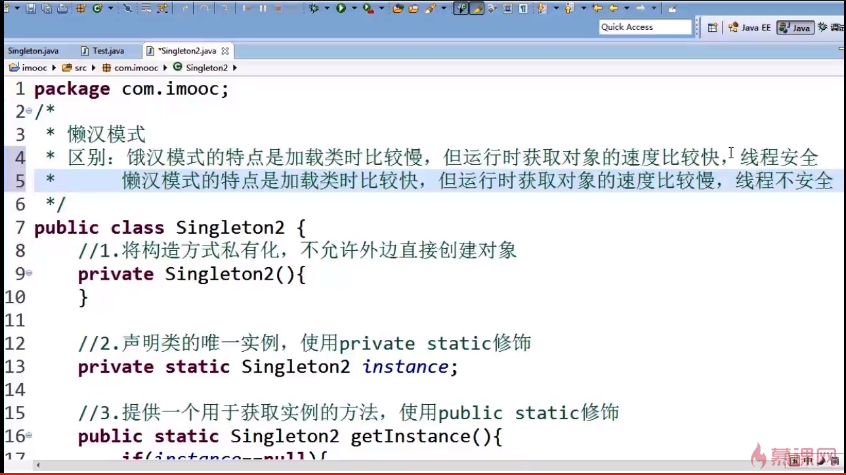 Quick Access
Java EE
Java
调试
Singleton.java
Test.java
*Singleton2.java
imooc
src
com.imooc
Singleton2
1 package com.imooc;
2 /*
3 * 懒汉模式
4 * 区别：饿汉模式的特点是加载类时比较慢，但运行时获取对象的速度比较快，线程安全
5 * 懒汉模式的特点是加载类时比较快，但运行时获取对象的速度比较慢，线程不安全
6 */
7 public class Singleton2 {
8 //1.将构造方式私有化，不允许外边直接创建对象
9 private Singleton2(){
10 }
11
12 //2.声明类的唯一实例，使用private static修饰
13 private static Singleton2 instance;
14
15 //3.提供一个用于获取实例的方法，使用public static修饰
16 public static Singleton2 getInstance(){
17 if(instance==null){
慕课网